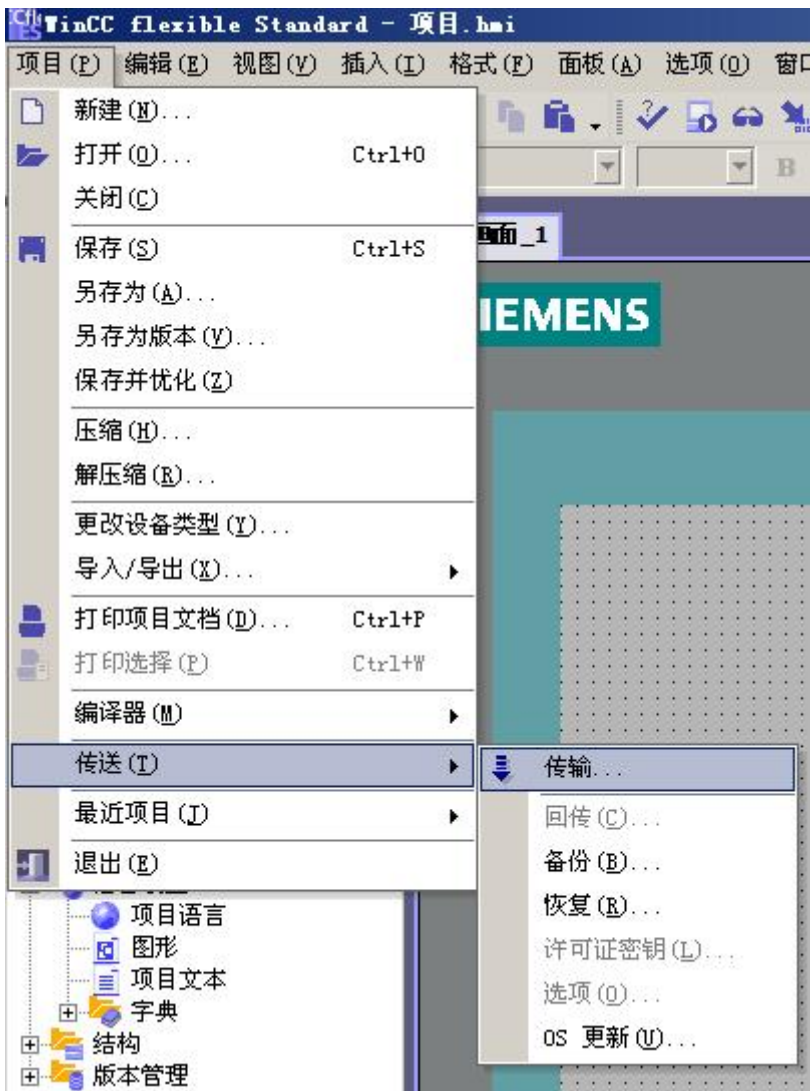 WinCC flexible Standard - 项目.hmi
项目(P) 编辑(E) 视图(V) 插入(I) 格式(F) 面板(A) 选项(O) 窗口
新建(N)...
打开(O)... Ctrl+O
关闭(C)
B
保存(S) Ctrl+S
画面_1
另存为(A)...
IEMENS
另存为版本(V)...
保存并优化(Z)
压缩(H)...
解压缩(R)...
更改设备类型(Y)...
导入/导出(X)...
打印项目文档(D)... Ctrl+P
打印选择(P) Ctrl+W
编译器(M)
传送(T)
传输...
最近项目(J)
回传(C)...
退出(E)
备份(B)...
恢复(R)...
许可证密钥(L)...
选项(O)...
OS 更新(U)...
项目语言
图形
项目文本
字典
结构
版本管理